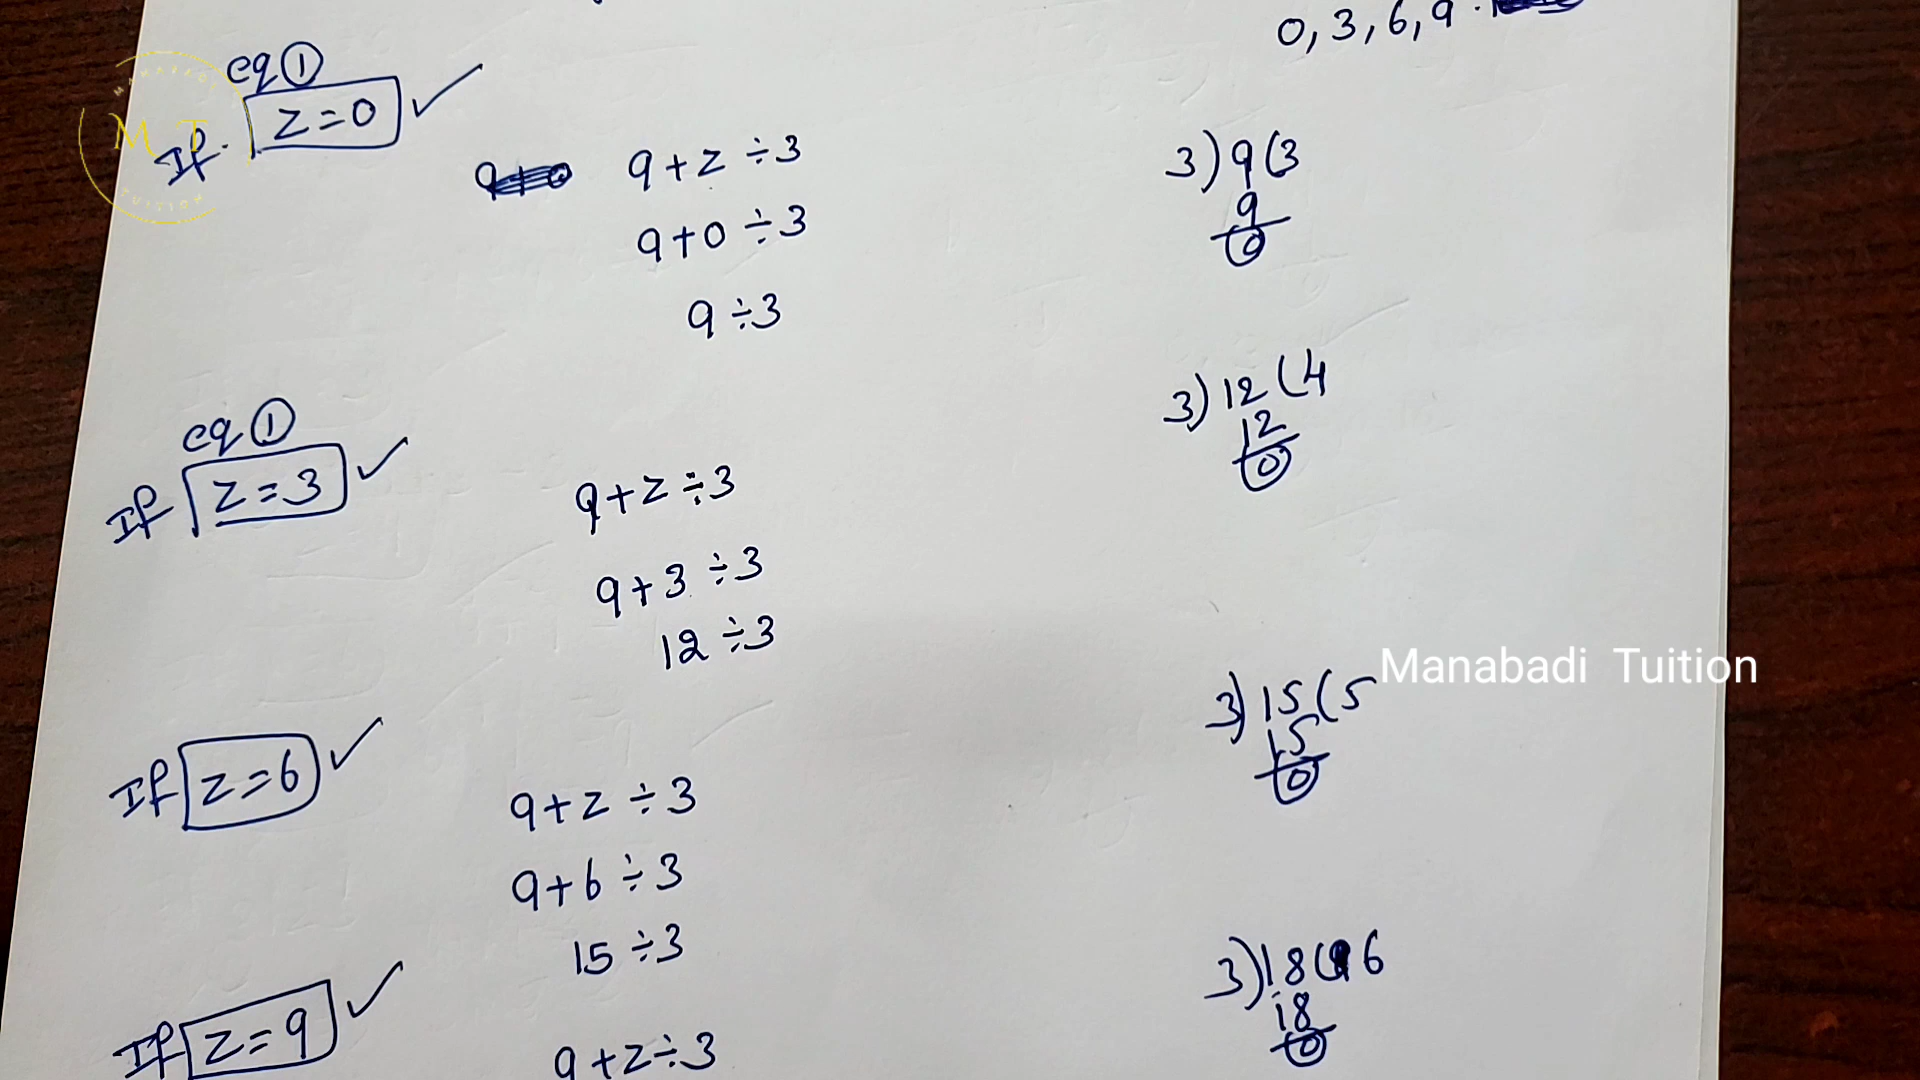 0, 3, 6, 9
eq ①
If z=0 ✓
9+z ÷3
9+0 ÷3
9 ÷3
3) 9 (3
9
0
eq ①
If z=3 ✓
9+z ÷3
9+3 ÷3
12 ÷3
3) 12 (4
12
0
If z=6 ✓
9+z ÷3
9+6 ÷3
15 ÷3
3) 15 (5
15
0
If z=9 ✓
9+z÷3
3) 18 ( 6
18
0
Manabadi Tuition
MANABADI
M T
TUITION